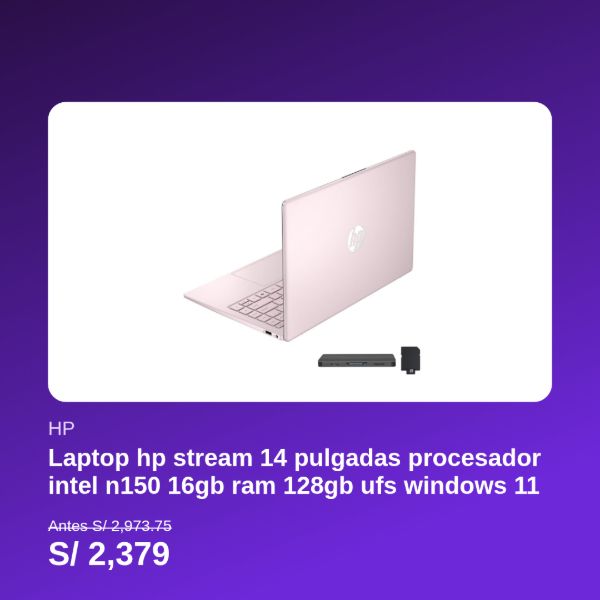 hp
HP
Laptop hp stream 14 pulgadas procesador
intel n150 16gb ram 128gb ufs windows 11
Antes S/ 2,973.75
S/ 2,379